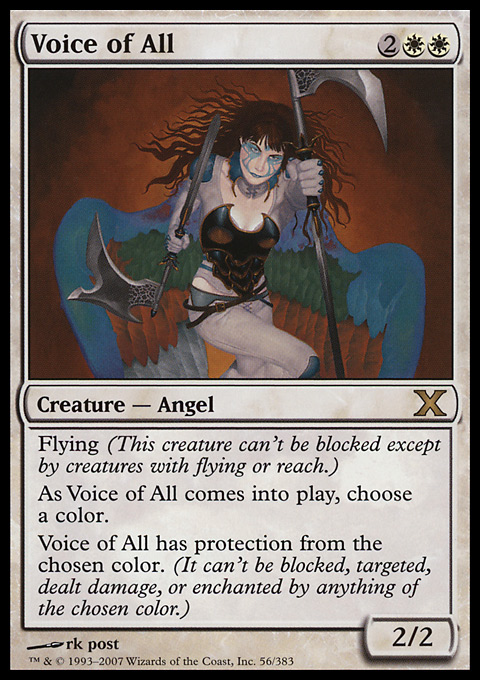 Voice of All 2
Creature — Angel X
Flying (This creature can't be blocked except
by creatures with flying or reach.)
As Voice of All comes into play, choose
a color.
Voice of All has protection from the
chosen color. (It can't be blocked, targeted,
dealt damage, or enchanted by anything of
the chosen color.)
2/2
rk post
™ & © 1993–2007 Wizards of the Coast, Inc. 56/383